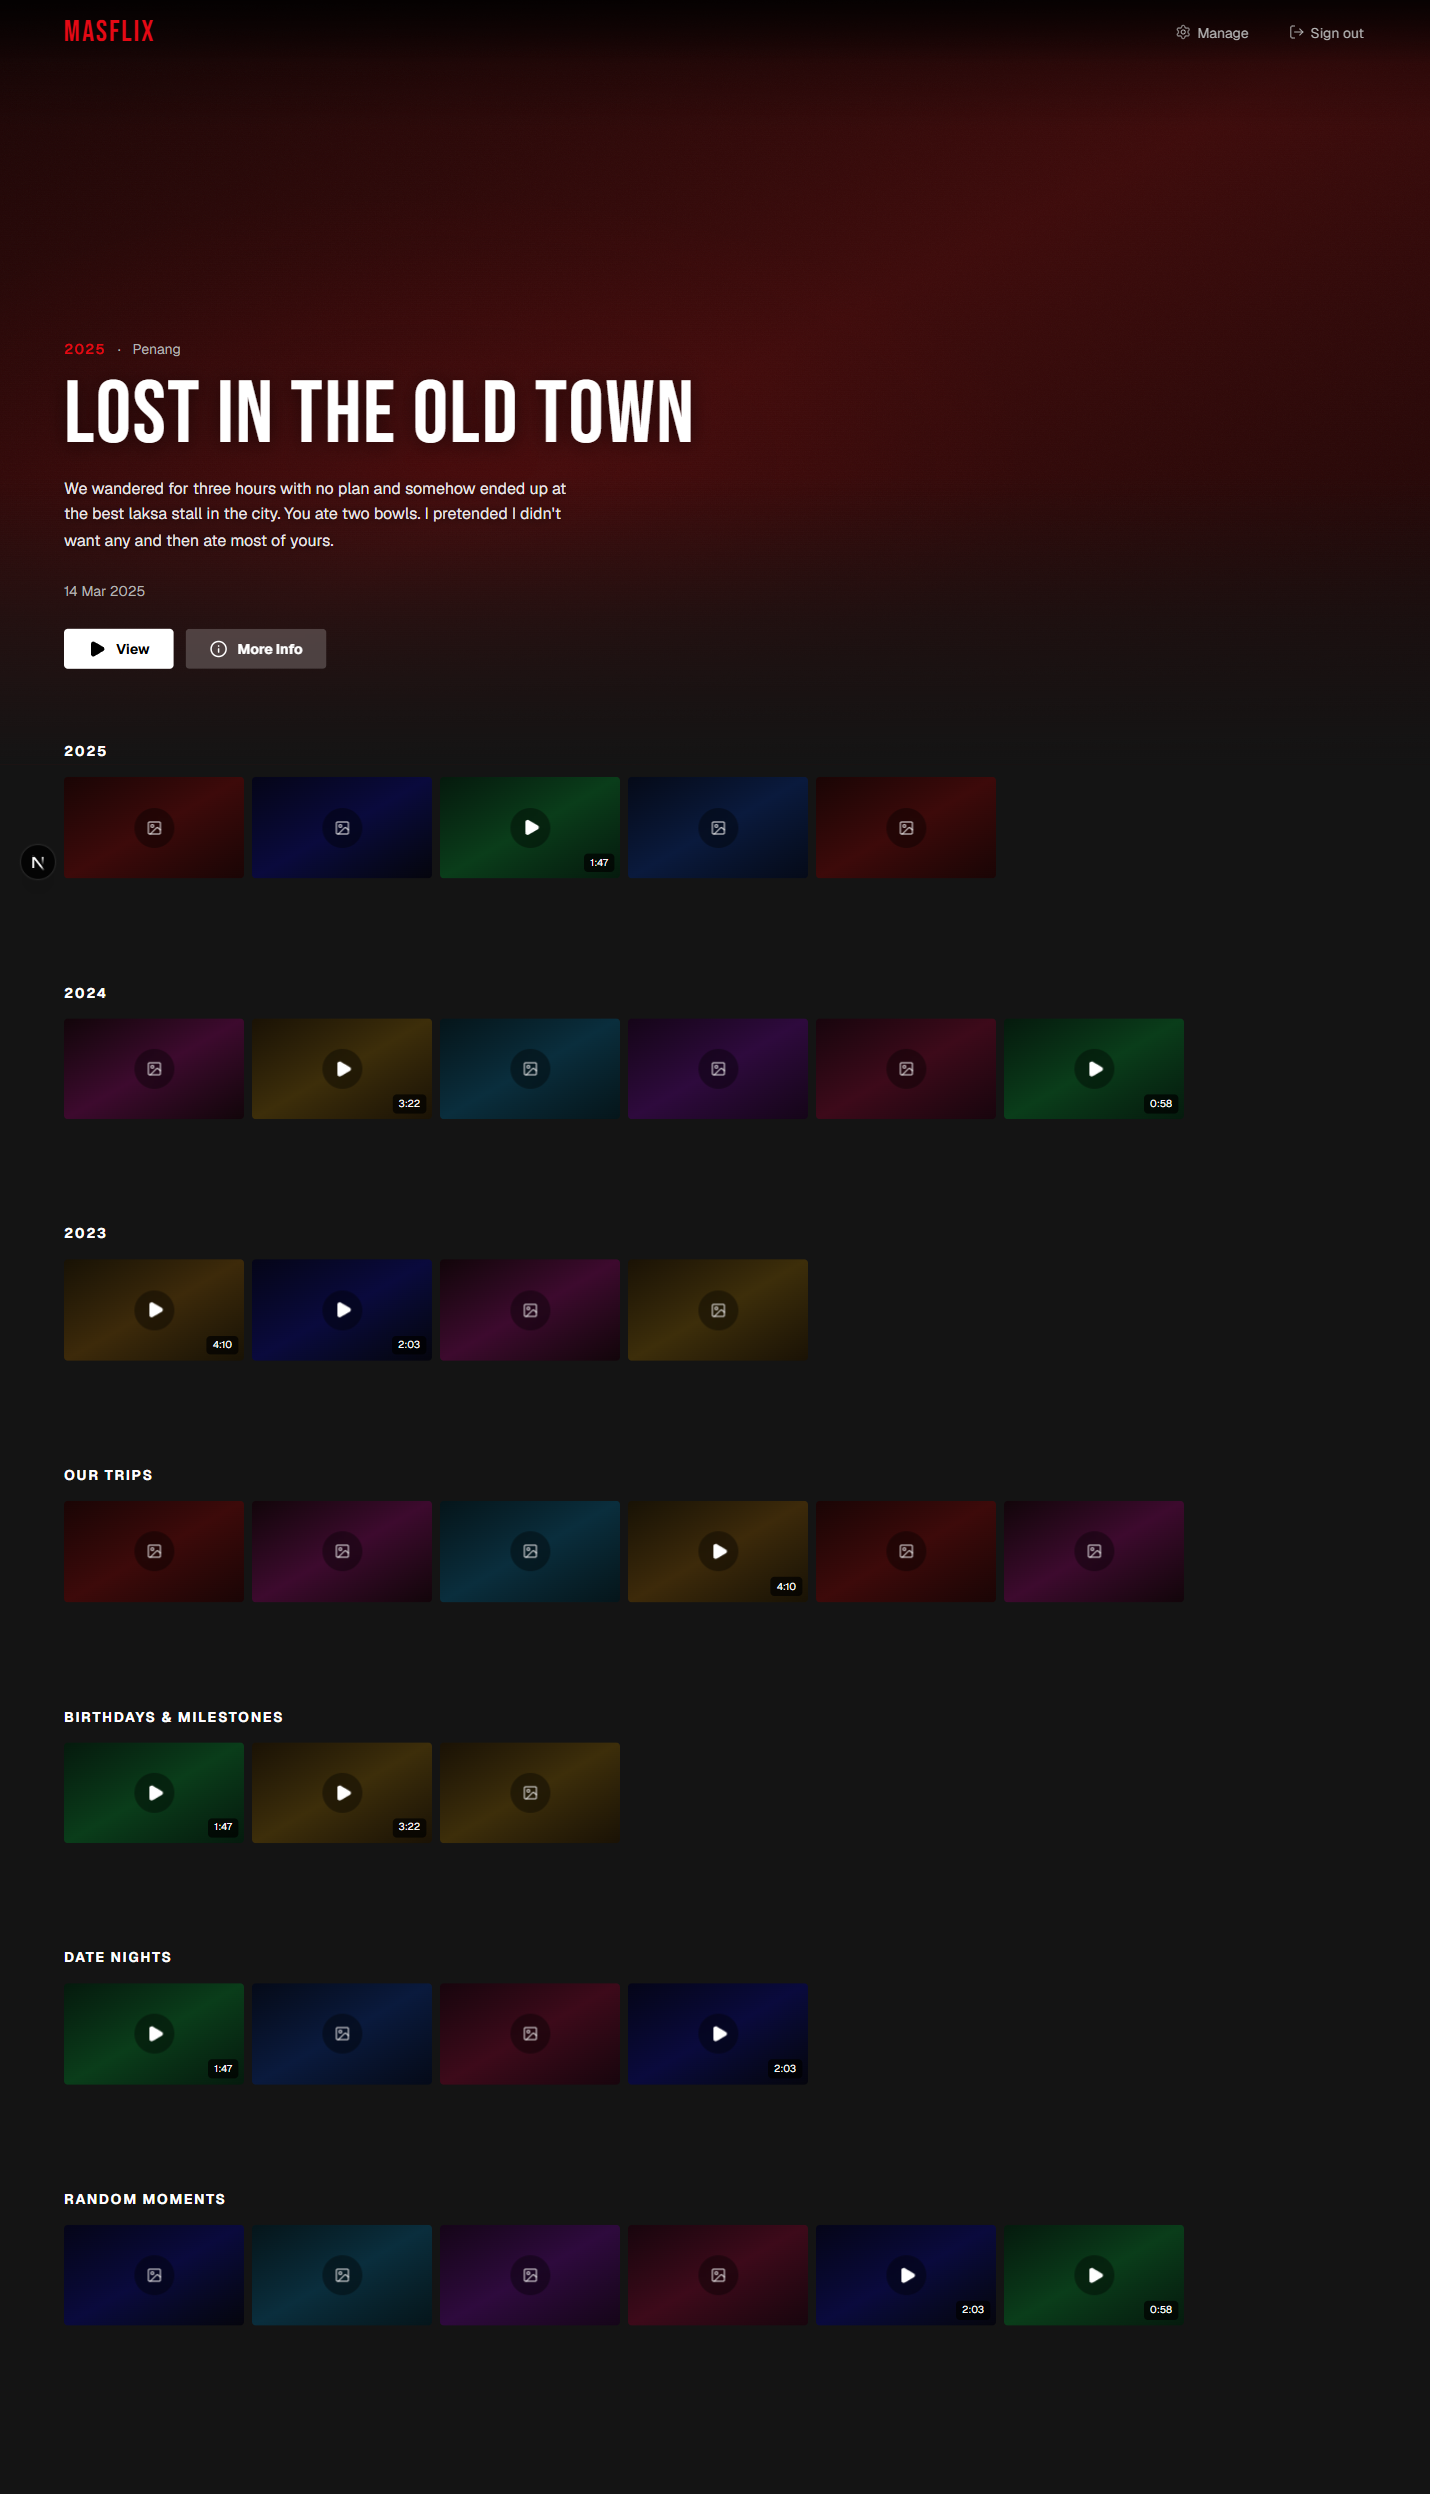 MASFLIX
Manage
Sign out
2025 · Penang
LOST IN THE OLD TOWN
We wandered for three hours with no plan and somehow ended up at
the best laksa stall in the city. You ate two bowls. I pretended I didn't
want any and then ate most of yours.
14 Mar 2025
View
More Info
2025
1:47
N
2024
3:22
0:58
2023
4:10
2:03
OUR TRIPS
4:10
BIRTHDAYS & MILESTONES
1:47
3:22
DATE NIGHTS
1:47
2:03
RANDOM MOMENTS
2:03
0:58